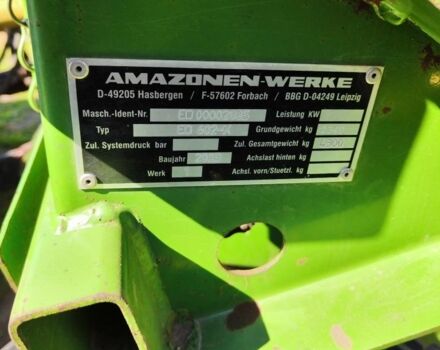 AMAZONEN-WERKE
D-49205 Hasbergen / F-57602 Forbach / BBG D-04249 Leipzig
Masch.-Ident-Nr. Leistung KW
Typ ED 602-K Grundgewicht kg
Zul. Systemdruck bar Zul. Gesamtgewicht kg
Baujahr Achslast hinten kg
Werk Achsl. vorn/Stuetzl. kg